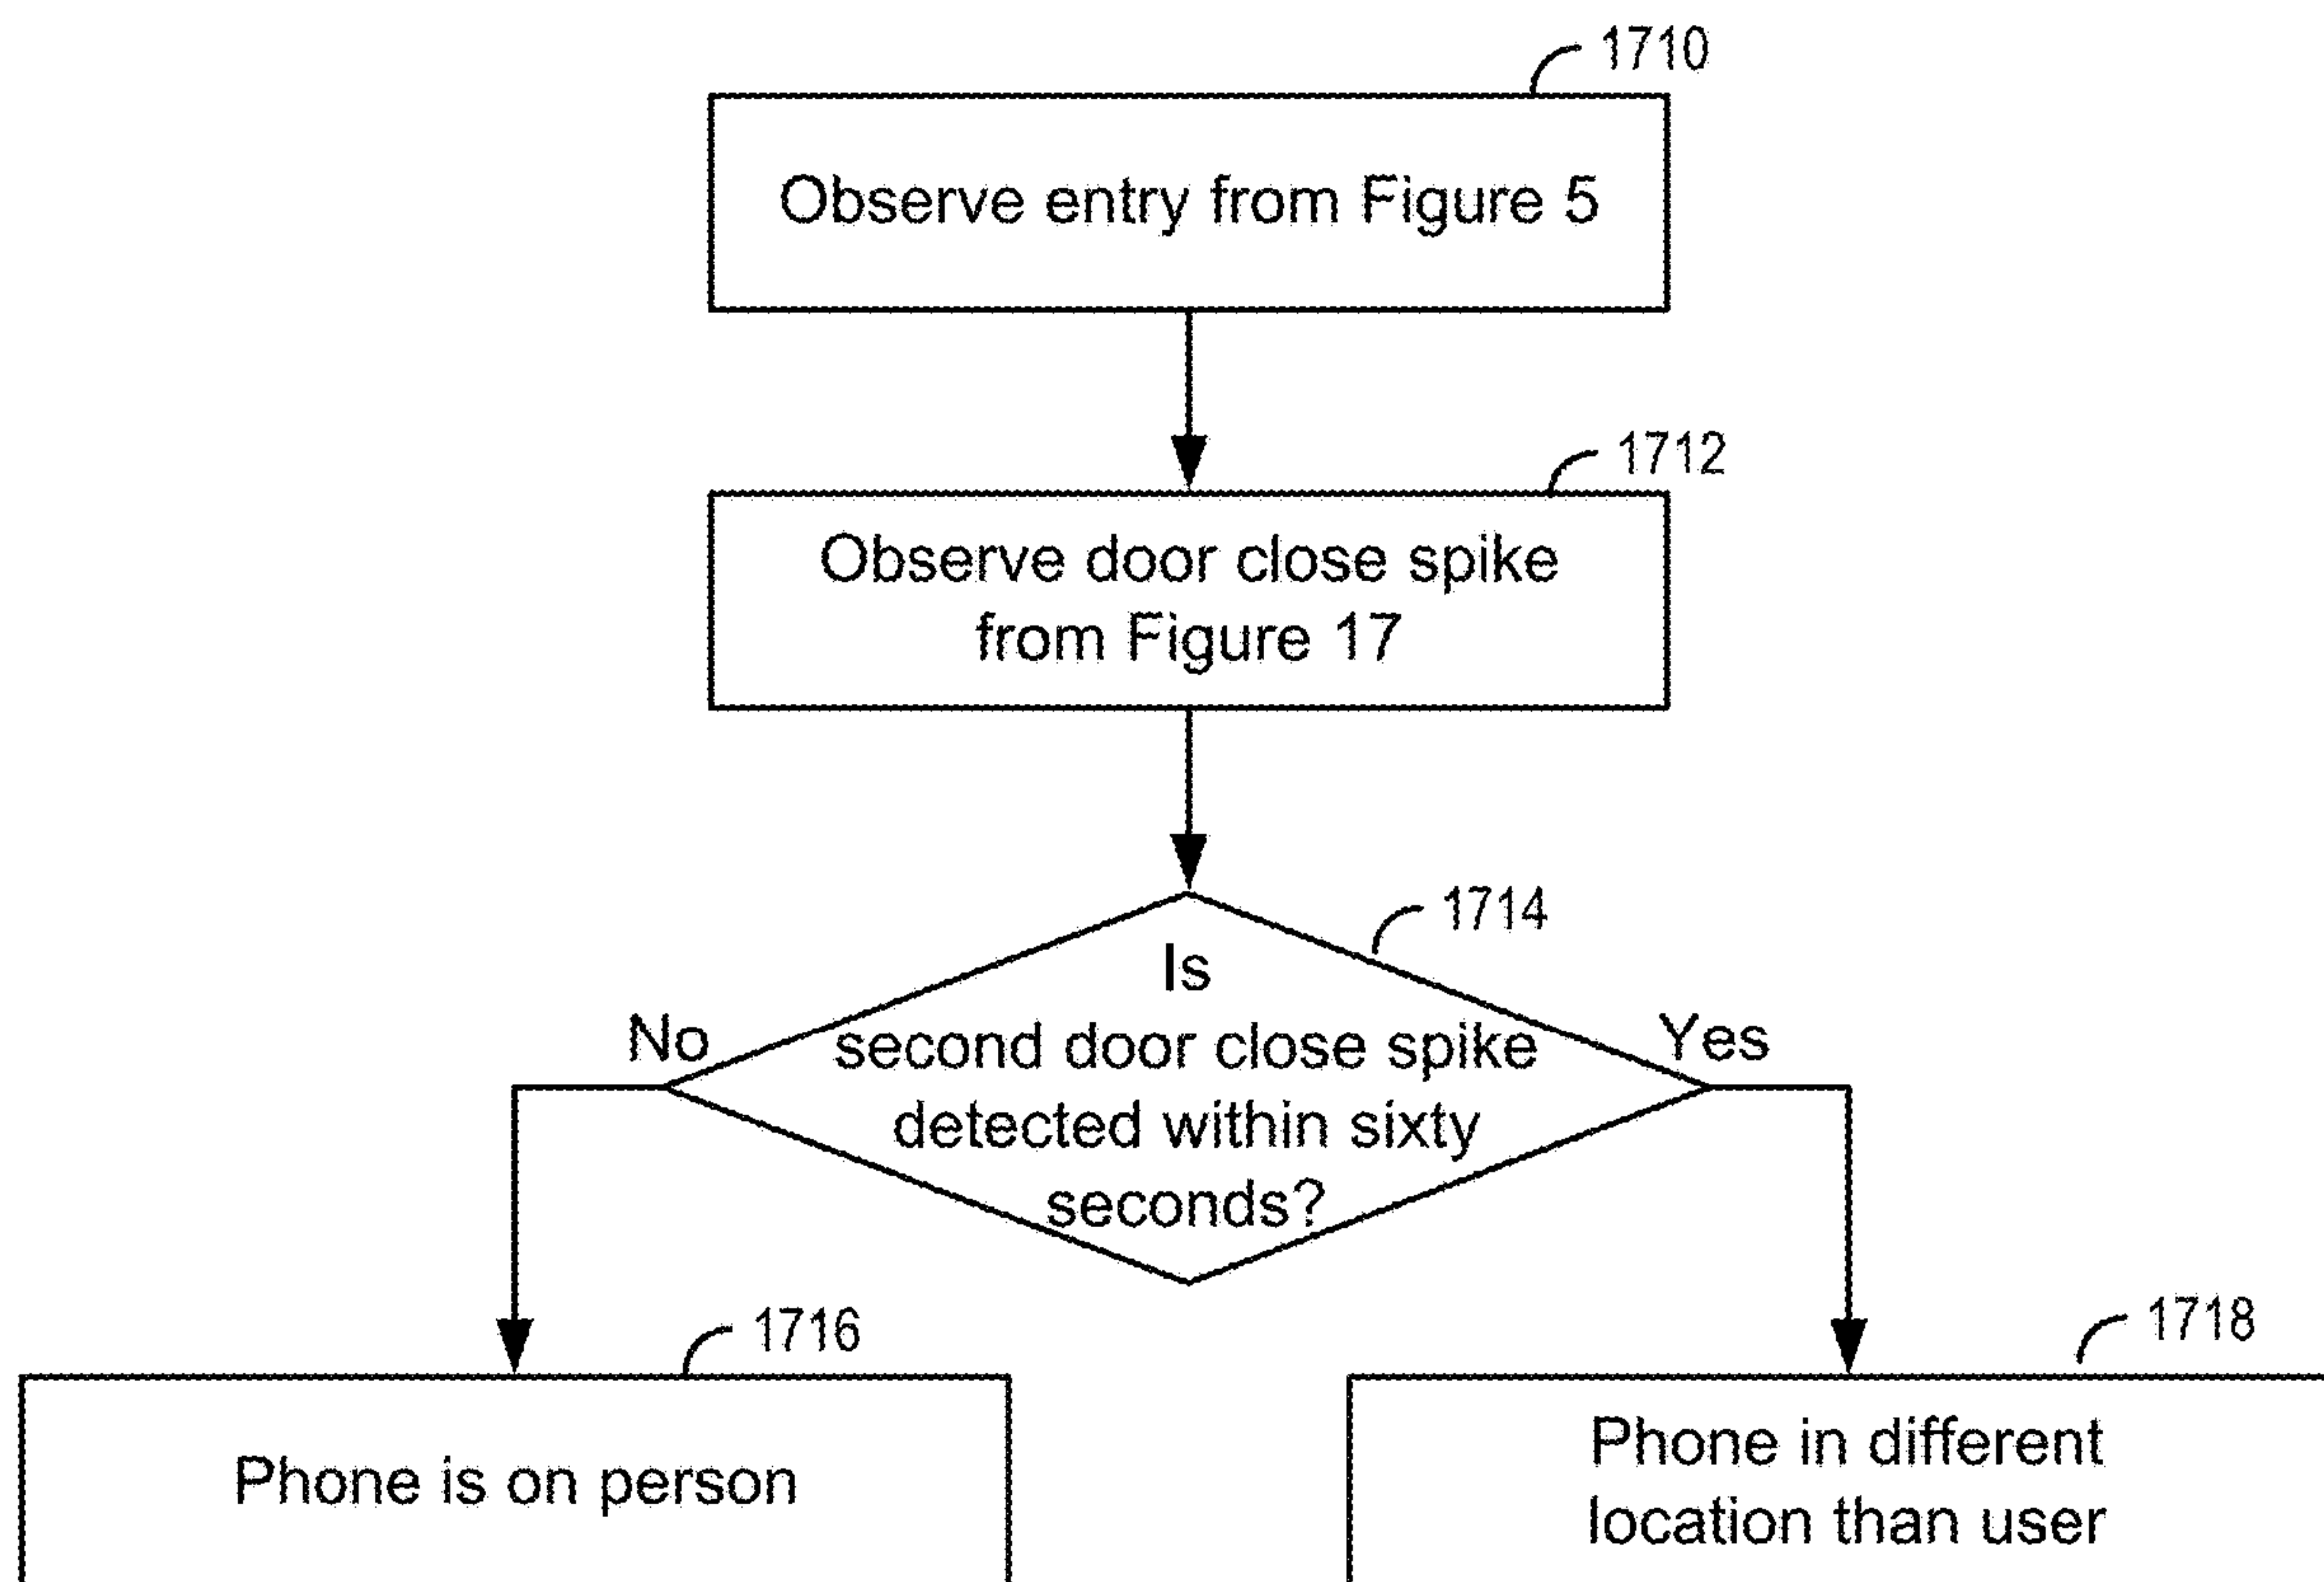 1710
Observe entry from Figure 5
1712
Observe door close spike
from Figure 17
1714
Is
second door close spike
detected within sixty
seconds?
No
Yes
1716
Phone is on person
1718
Phone in different
location than user